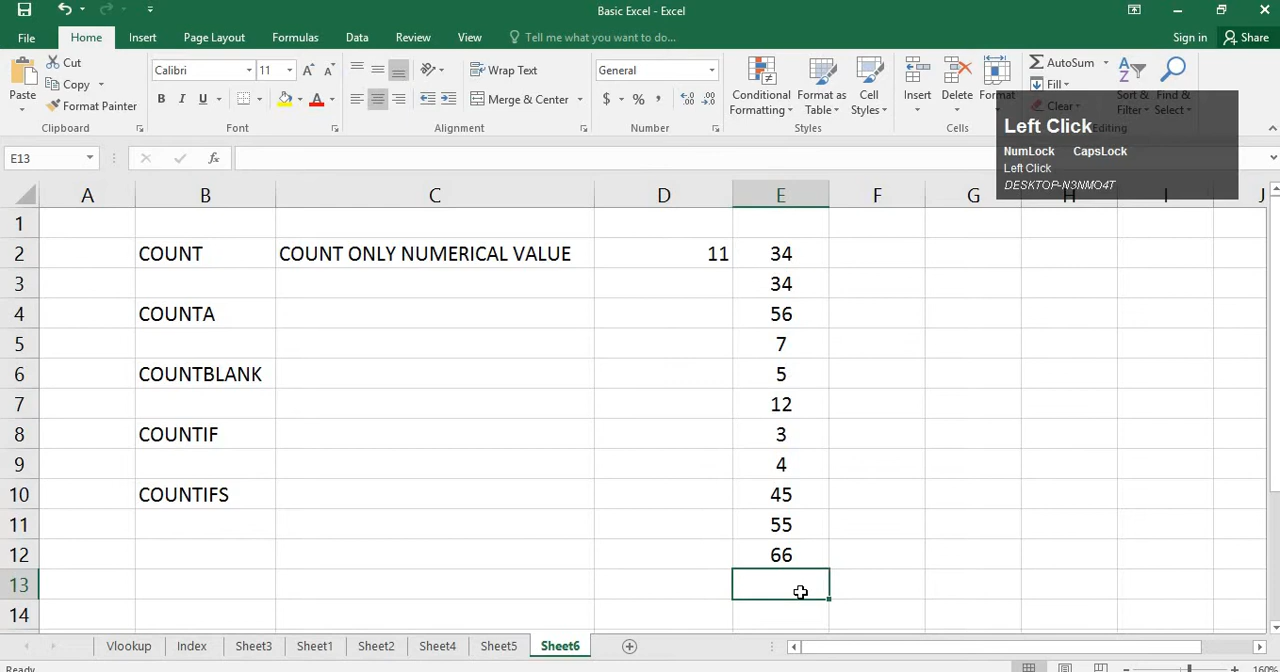 Basic Excel - Excel
File Home Insert Page Layout Formulas Data Review View Tell me what you want to do... Sign in Share
Paste Cut Copy Format Painter Clipboard
Calibri 11 B I U A A A Font
Wrap Text Merge & Center Alignment
General $ % , Number
Conditional Formatting Format as Table Cell Styles Styles
Insert Delete Format Cells
AutoSum Fill Clear Sort & Filter Find & Select Editing
Left Click
NumLock CapsLock
Left Click
DESKTOP-N3NMO4T
E13 fx
A B C D E F G H I J
1
2 COUNT COUNT ONLY NUMERICAL VALUE 11 34
3 34
4 COUNTA 56
5 7
6 COUNTBLANK 5
7 12
8 COUNTIF 3
9 4
10 COUNTIFS 45
11 55
12 66
13
14
Vlookup Index Sheet3 Sheet1 Sheet2 Sheet4 Sheet5 Sheet6
Ready 160%